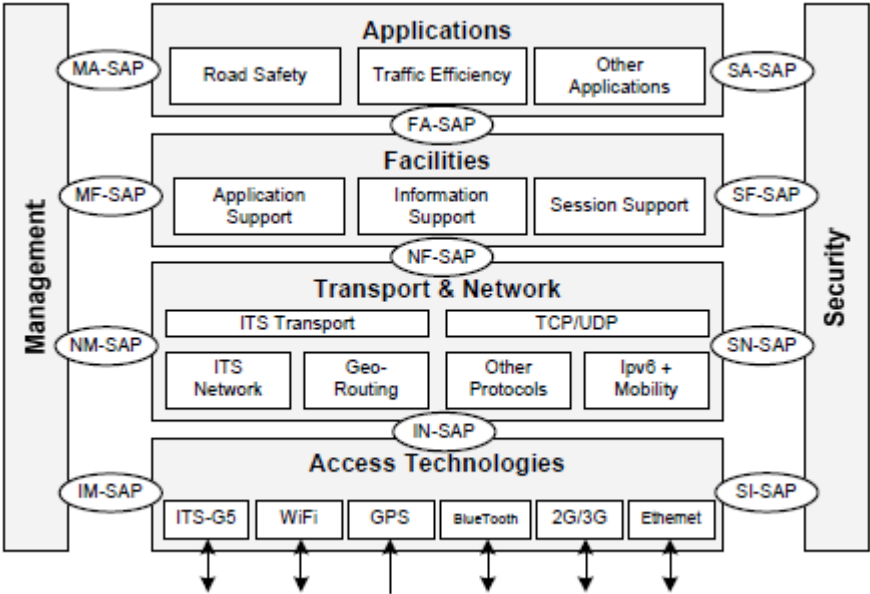 Applications
MA-SAP
Road Safety
Traffic Efficiency
Other
Applications
SA-SAP
FA-SAP
Facilities
MF-SAP
Application
Support
Information
Support
Session Support
SF-SAP
NF-SAP
Management
Security
Transport & Network
ITS Transport
TCP/UDP
NM-SAP
ITS
Network
Geo-
Routing
Other
Protocols
Ipv6 +
Mobility
SN-SAP
IN-SAP
Access Technologies
IM-SAP
ITS-G5
WiFi
GPS
BlueTooth
2G/3G
Ethernet
SI-SAP